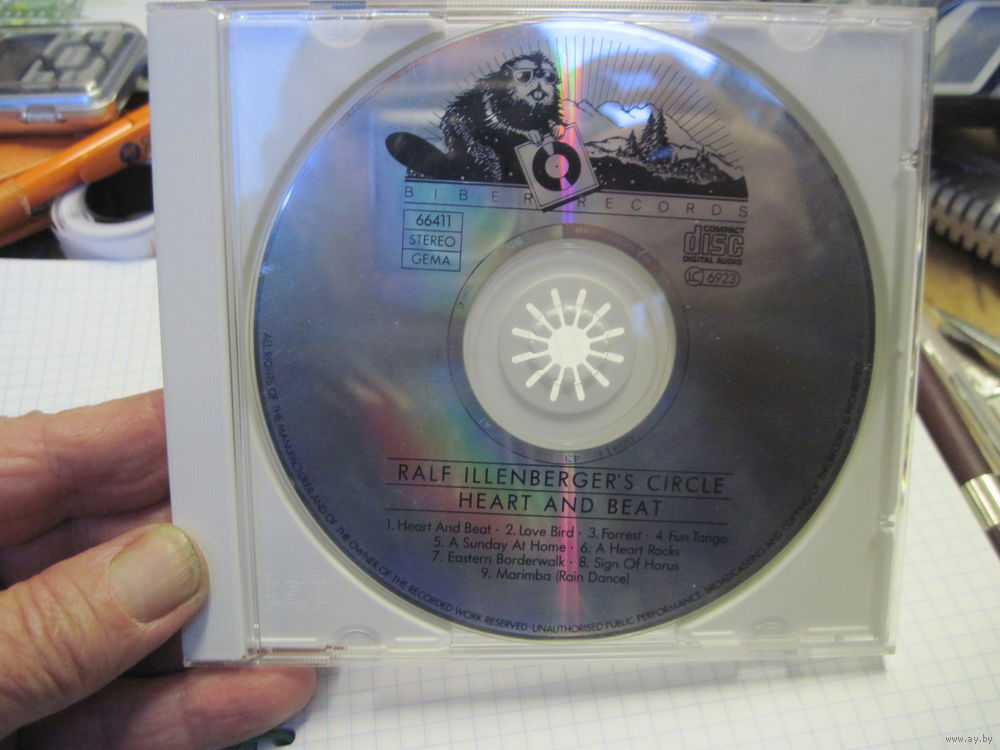 BIBER RECORDS
66411
STEREO
GEMA
COMPACT
disc
DIGITAL AUDIO
LC 6923
RALF ILLENBERGER'S CIRCLE
HEART AND BEAT
1. Heart And Beat · 2. Love Bird · 3. Forrest · 4. Fun Tango
5. A Sunday At Home · 6. A Heart Rocks
7. Eastern Borderwalk · 8. Sign Of Horus
9. Marimba (Rain Dance)
ALL RIGHTS OF THE MANUFACTURER AND OF THE OWNER OF THE RECORDED WORK RESERVED · UNAUTHORISED PUBLIC PERFORMANCE, BROADCASTING AND COPYING OF THIS RECORD IS PROHIBITED
www.ay.by